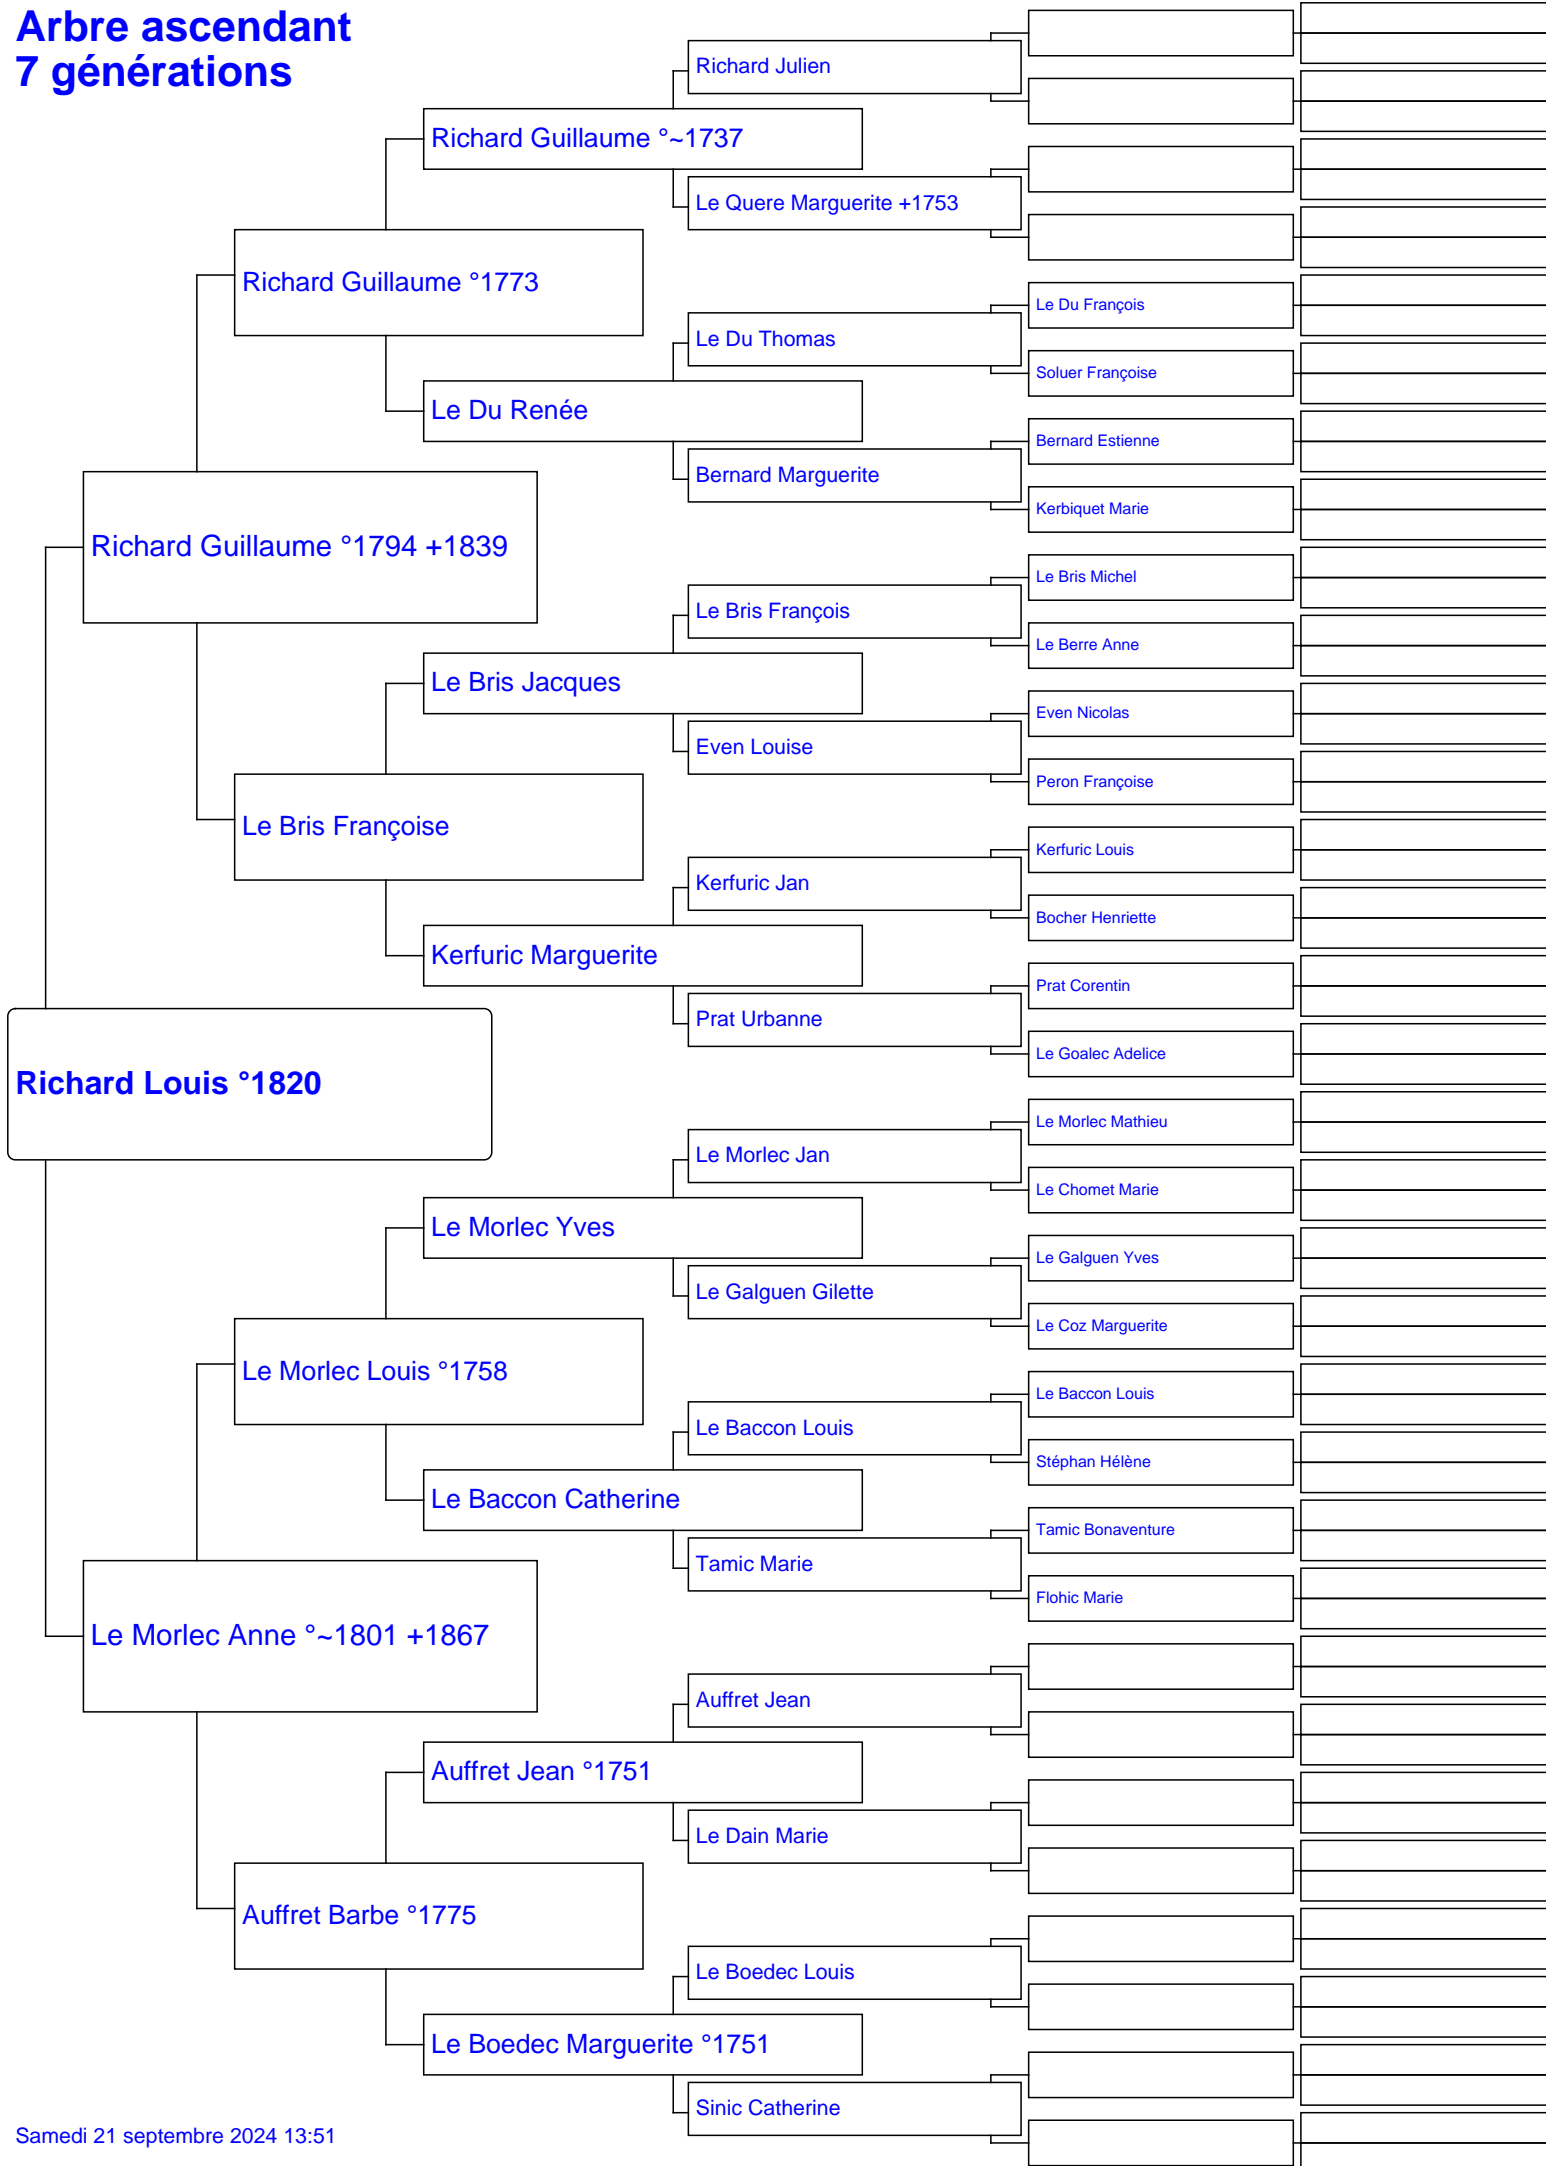 Arbre ascendant
7 générations
Richard Julien
Richard Guillaume °~1737
Le Quere Marguerite +1753
Richard Guillaume °1773
Le Du François
Le Du Thomas
Soluer Françoise
Le Du Renée
Bernard Estienne
Bernard Marguerite
Kerbiquet Marie
Richard Guillaume °1794 +1839
Le Bris Michel
Le Bris François
Le Berre Anne
Le Bris Jacques
Even Nicolas
Even Louise
Peron Françoise
Le Bris Françoise
Kerfuric Louis
Kerfuric Jan
Bocher Henriette
Kerfuric Marguerite
Prat Corentin
Prat Urbanne
Le Goalec Adelice
Richard Louis °1820
Le Morlec Mathieu
Le Morlec Jan
Le Chomet Marie
Le Morlec Yves
Le Galguen Yves
Le Galguen Gilette
Le Coz Marguerite
Le Morlec Louis °1758
Le Baccon Louis
Le Baccon Louis
Stéphan Hélène
Le Baccon Catherine
Tamic Bonaventure
Tamic Marie
Flohic Marie
Le Morlec Anne °~1801 +1867
Auffret Jean
Auffret Jean °1751
Le Dain Marie
Auffret Barbe °1775
Le Boedec Louis
Le Boedec Marguerite °1751
Sinic Catherine
Samedi 21 septembre 2024 13:51